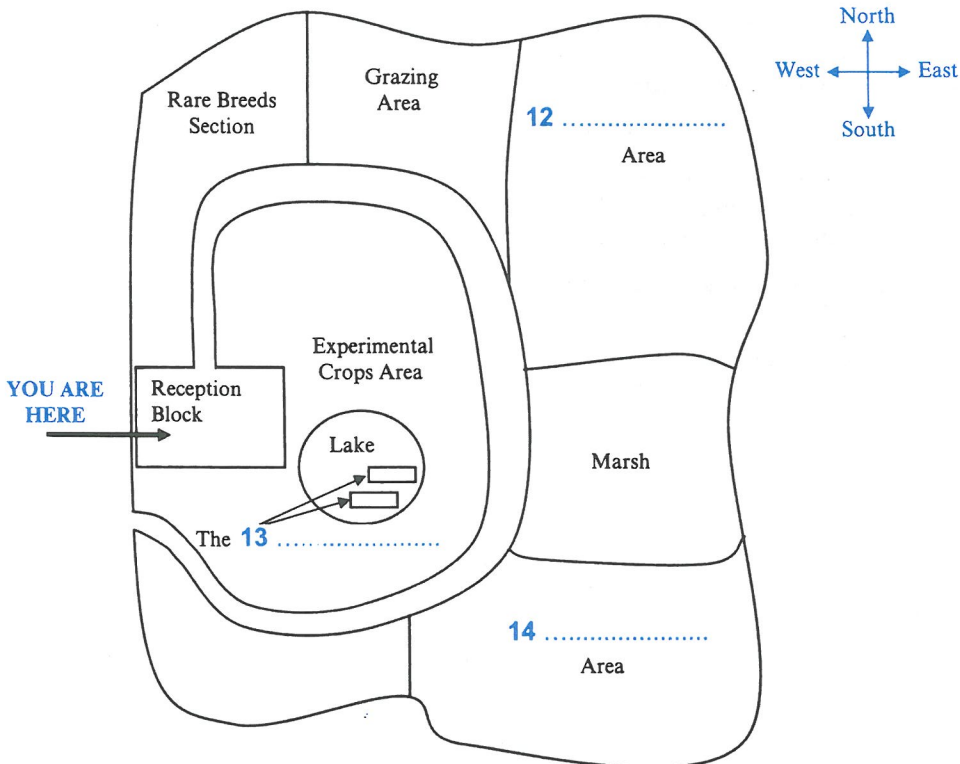 North
West
East
South
Rare Breeds
Section
Grazing
Area
12 ............................
Area
Experimental
Crops Area
YOU ARE
HERE
Reception
Block
Lake
Marsh
The 13 ............................
14 ............................
Area